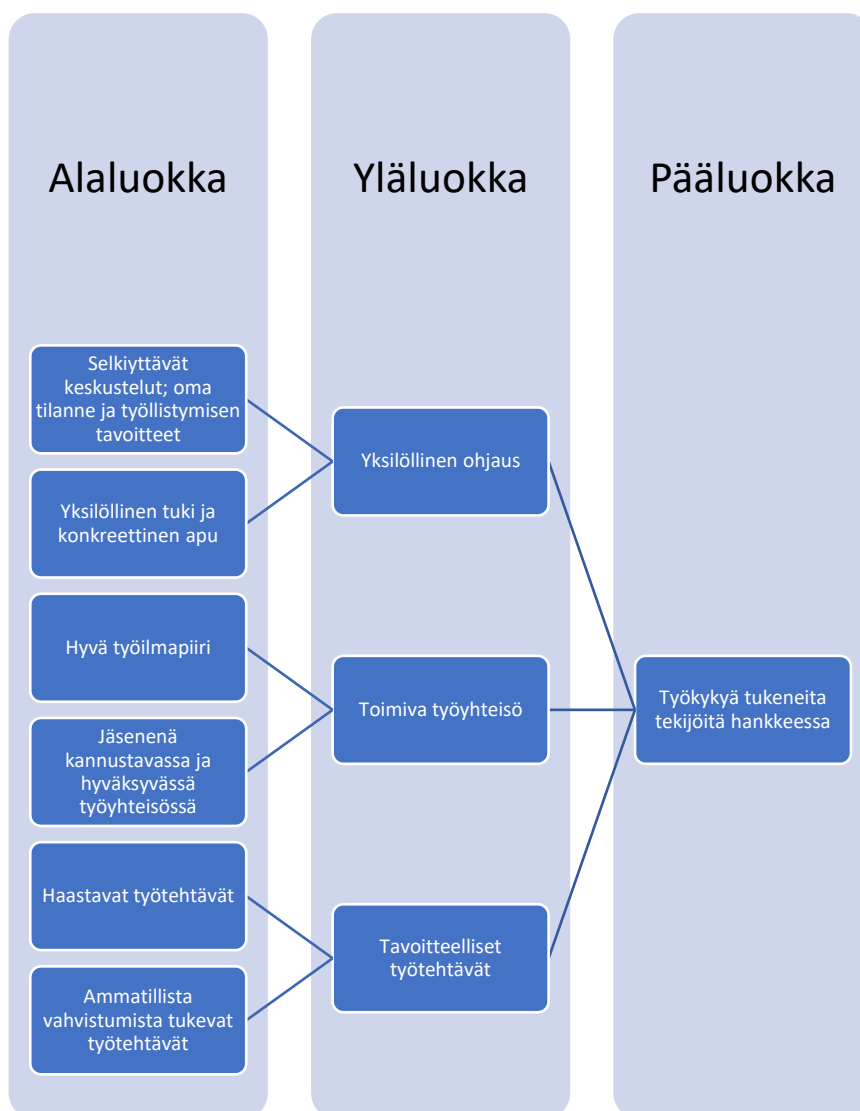 Alaluokka
Selkiyttävät
keskustelut; oma
tilanne ja työllistymisen
tavoitteet
Yksilöllinen tuki ja
konkreettinen apu
Hyvä työilmapiiri
Jäsenenä
kannustavassa ja
hyväksyvässä
työyhteisössä
Haastavat työtehtävät
Ammatillista
vahvistumista tukevat
työtehtävät
Yläluokka
Yksilöllinen ohjaus
Toimiva työyhteisö
Tavoitteelliset
työtehtävät
Pääluokka
Työkykyä tukeneita
tekijöitä hankkeessa